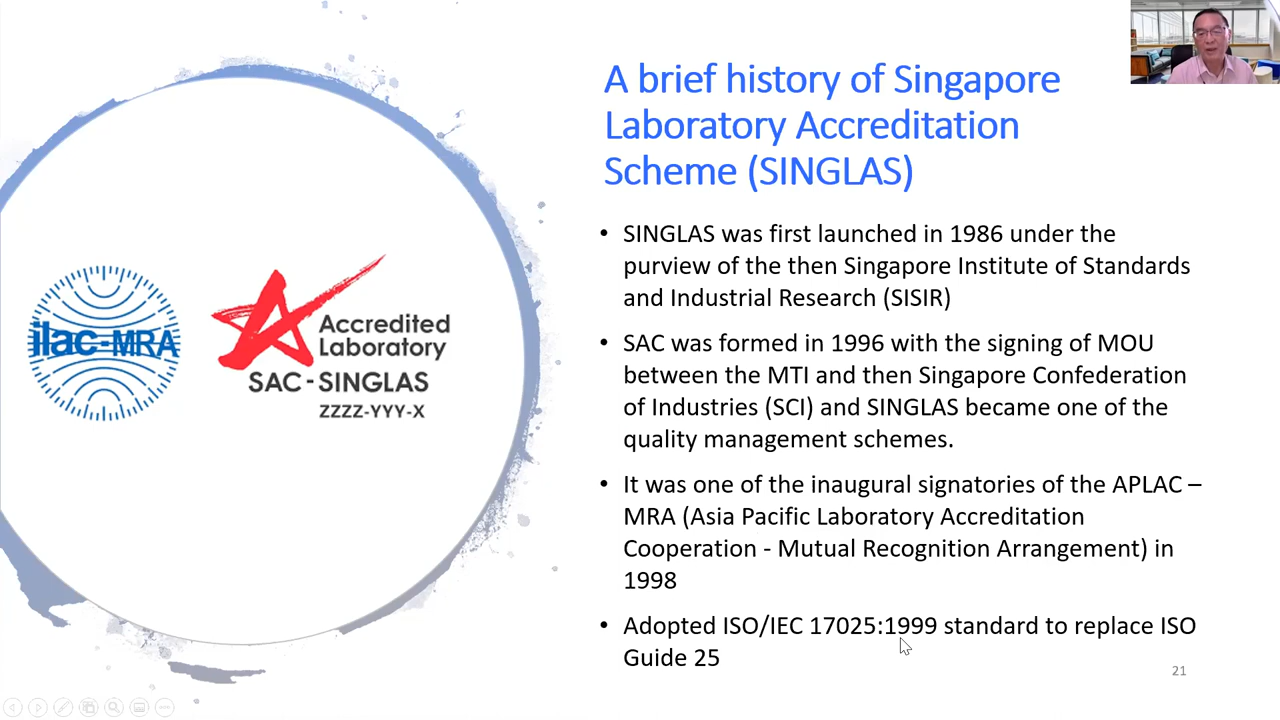 A brief history of Singapore
Laboratory Accreditation
Scheme (SINGLAS)
• SINGLAS was first launched in 1986 under the
purview of the then Singapore Institute of Standards
and Industrial Research (SISIR)
• SAC was formed in 1996 with the signing of MOU
between the MTI and then Singapore Confederation
of Industries (SCI) and SINGLAS became one of the
quality management schemes.
• It was one of the inaugural signatories of the APLAC –
MRA (Asia Pacific Laboratory Accreditation
Cooperation - Mutual Recognition Arrangement) in
1998
• Adopted ISO/IEC 17025:1999 standard to replace ISO
Guide 25
ilac-MRA
Accredited
Laboratory
SAC-SINGLAS
ZZZZ-YYY-X
21